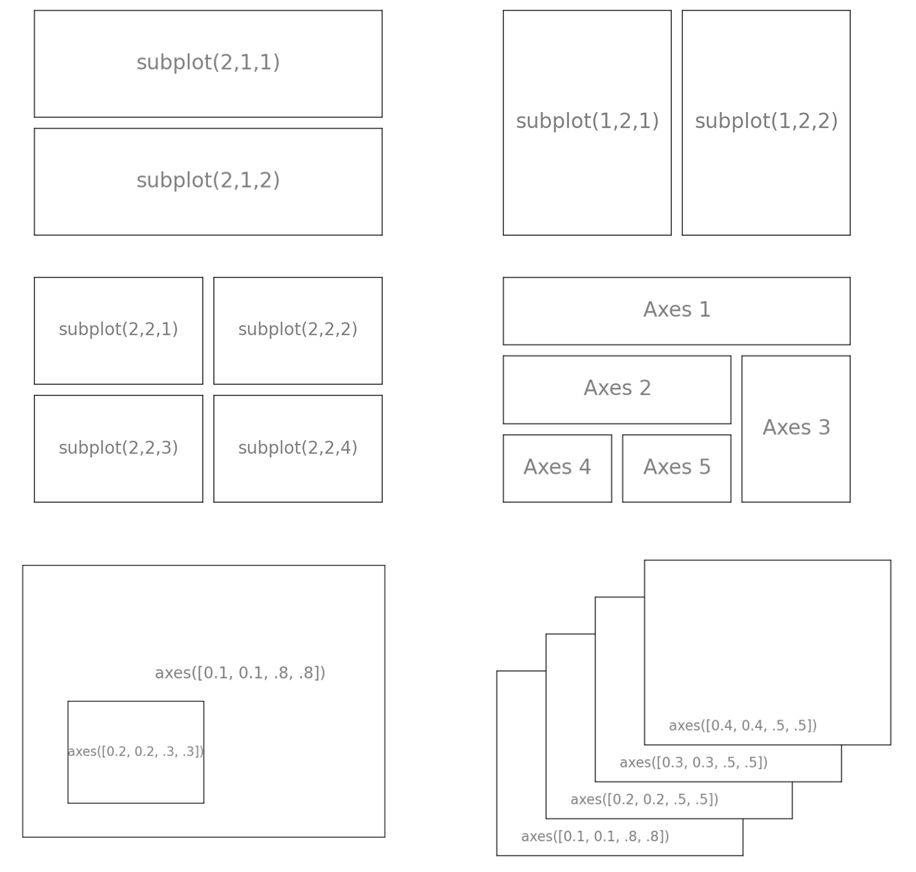 subplot(2,1,1)
subplot(2,1,2)
subplot(1,2,1)
subplot(1,2,2)
subplot(2,2,1)
subplot(2,2,2)
subplot(2,2,3)
subplot(2,2,4)
Axes 1
Axes 2
Axes 3
Axes 4
Axes 5
axes([0.1, 0.1, .8, .8])
axes([0.2, 0.2, .3, .3])
axes([0.4, 0.4, .5, .5])
axes([0.3, 0.3, .5, .5])
axes([0.2, 0.2, .5, .5])
axes([0.1, 0.1, .8, .8])